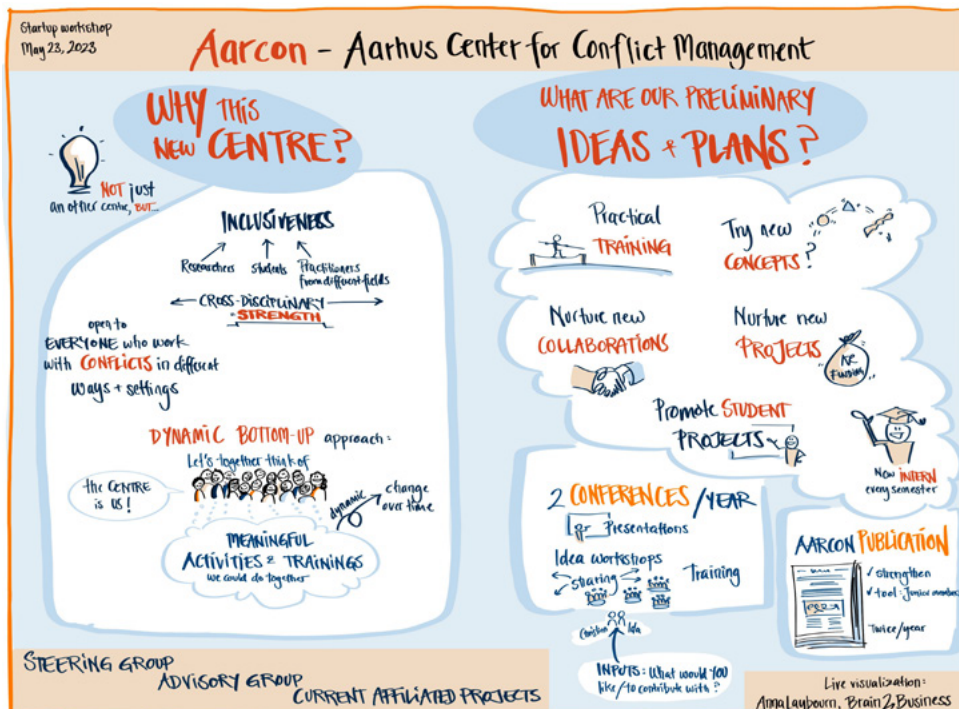 Startup workshop
May 23, 2023
Aarcon - Aarhus Center for Conflict Management
WHY THIS
NEW CENTRE?
NOT just
an other centre, BUT...
INCLUSIVENESS
Researchers
Students
Practitioners
from different fields
CROSS-DISCIPLINARY
= STRENGTH
open to
EVERYONE who work
with CONFLICTS in different
ways + settings
DYNAMIC BOTTOM-UP approach:
Let's together think of
the CENTRE
is us!
dynamic
change
over time
MEANINGFUL
ACTIVITIES & TRAININGS
we could do together
WHAT ARE OUR PRELIMINARY
IDEAS + PLANS?
Practical
TRAINING
Try new
CONCEPTS?
Nurture new
COLLABORATIONS
Nurture new
PROJECTS
FUNDING
Promote STUDENT
PROJECTS
New INTERN
every semester
2 CONFERENCES/YEAR
Presentations
Idea workshops
sharing
Training
Christian
Ida
INPUTS: What would YOU
like/to contribute with?
AARCON PUBLICATION
✓ strengthen
✓ tool: Junior member
Twice/year
STEERING GROUP
ADVISORY GROUP
CURRENT AFFILIATED PROJECTS
Live visualization:
Anna Laybourn, Brain2Business